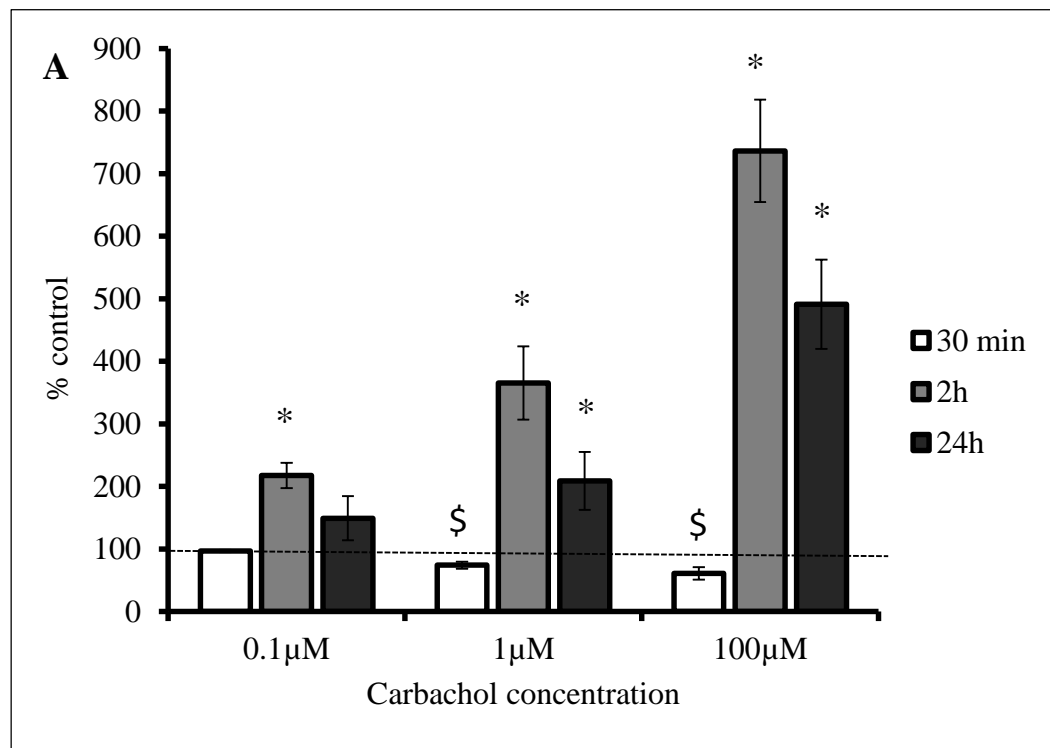 A
900
800
700
600
500
400
300
200
100
0
% control
*
*
*
*
*
$
$
0.1µM
1µM
100µM
Carbachol concentration
30 min
2h
24h